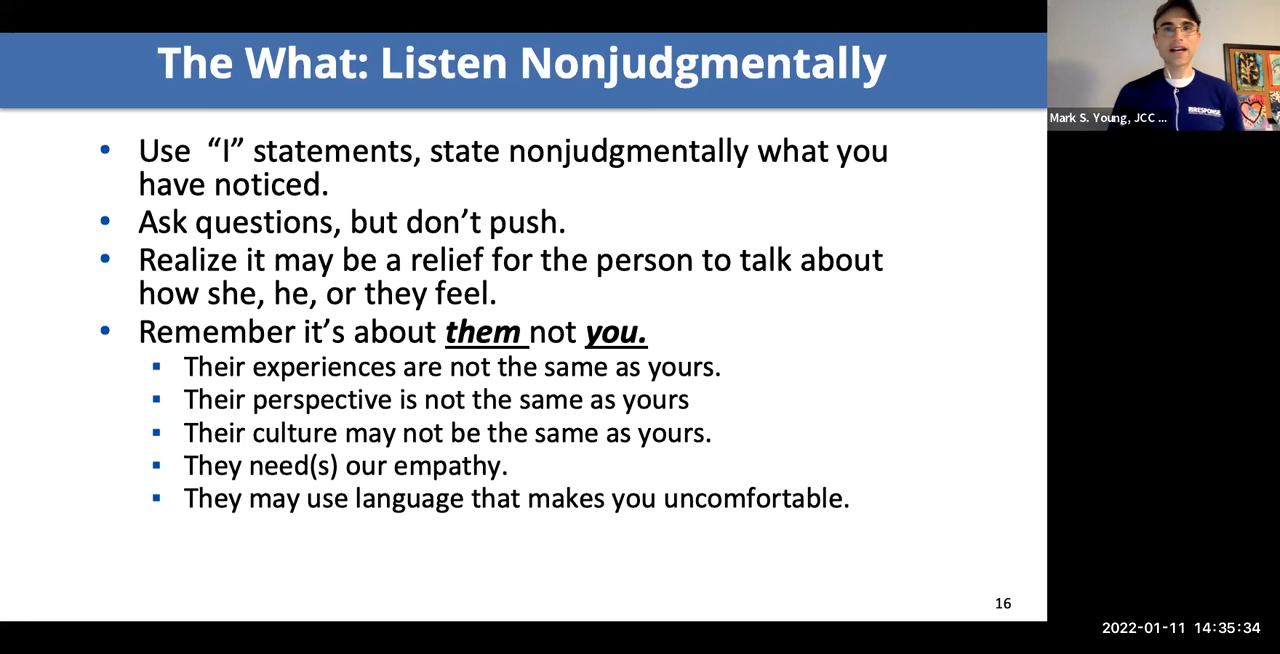 The What: Listen Nonjudgmentally
• Use “I” statements, state nonjudgmentally what you
have noticed.
• Ask questions, but don’t push.
• Realize it may be a relief for the person to talk about
how she, he, or they feel.
• Remember it’s about them not you.
▪ Their experiences are not the same as yours.
▪ Their perspective is not the same as yours
▪ Their culture may not be the same as yours.
▪ They need(s) our empathy.
▪ They may use language that makes you uncomfortable.
16
RESPONSE
Mark S. Young, JCC ...
2022-01-11 14:35:34